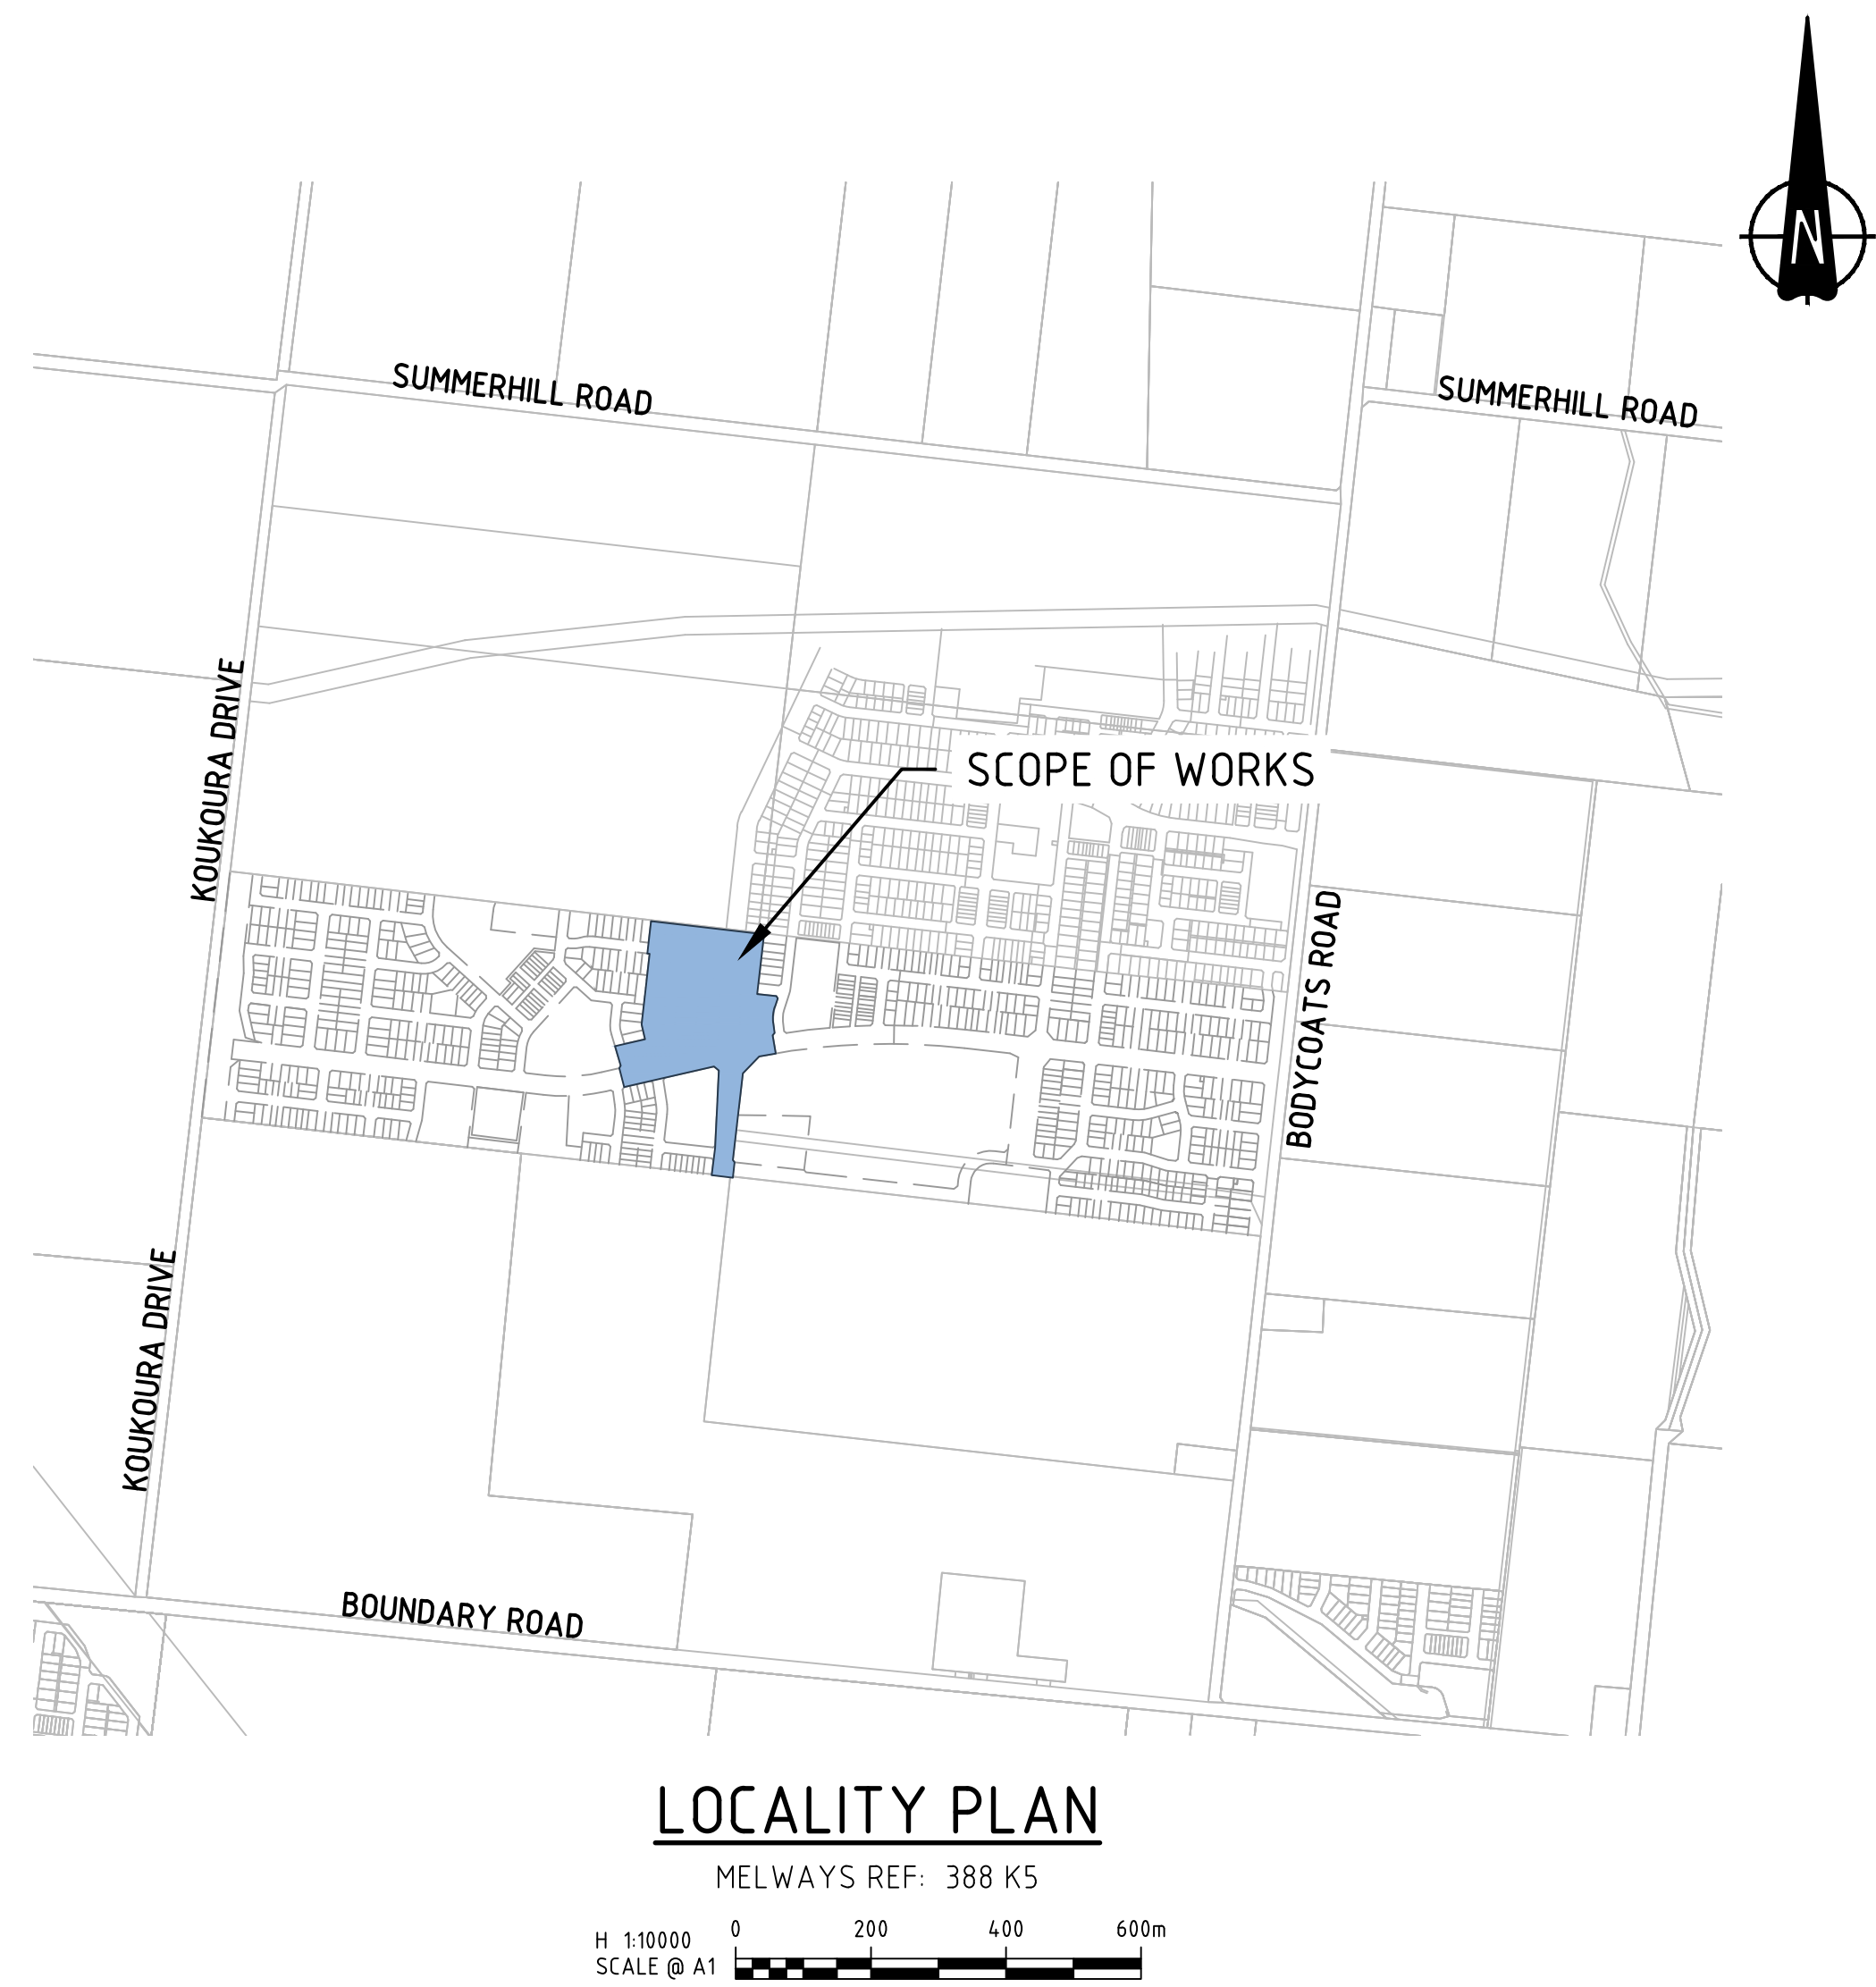 N
SUMMERHILL ROAD
SUMMERHILL ROAD
KOUKOURA DRIVE
SCOPE OF WORKS
BODYCOATS ROAD
KOUKOURA DRIVE
BOUNDARY ROAD
LOCALITY PLAN
MELWAYS REF: 388 K5
0 200 400 600m
H 1:10000
SCALE @ A1